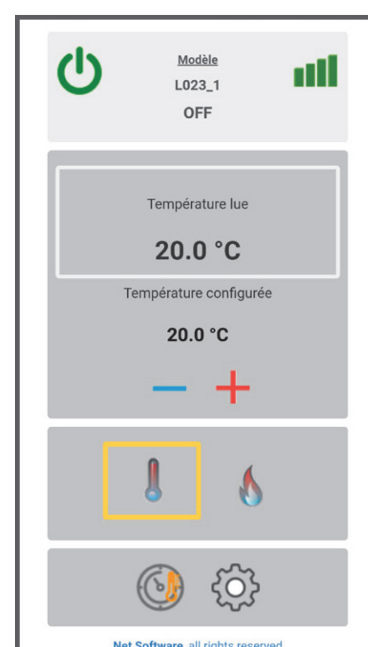 Modèle
L023_1
OFF
Température lue
20.0 °C
Température configurée
20.0 °C
Net Software, all rights reserved